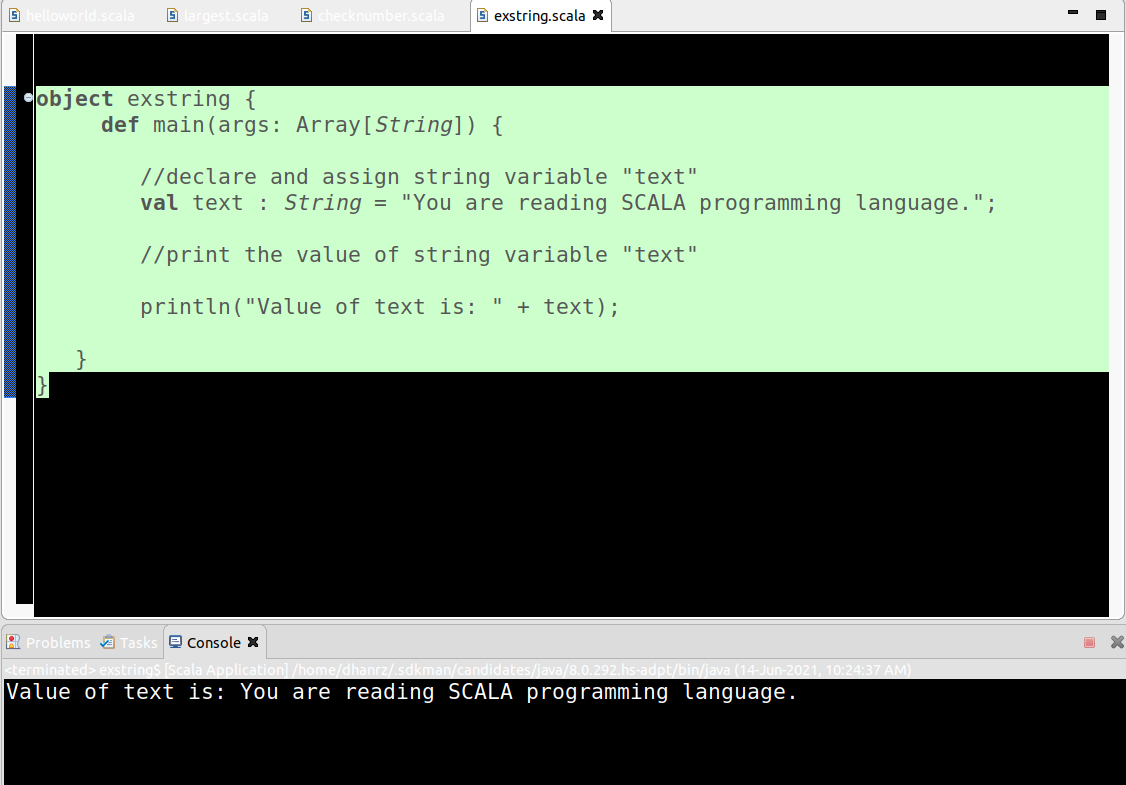 helloworld.scala largest.scala checknumber.scala exstring.scala
object exstring {
def main(args: Array[String]) {
//declare and assign string variable "text"
val text : String = "You are reading SCALA programming language.";
//print the value of string variable "text"
println("Value of text is: " + text);
}
}
Problems Tasks Console
<terminated> exstring$ [Scala Application] /home/dhanrz/.sdkman/candidates/java/8.0.292.hs-adpt/bin/java (14-Jun-2021, 10:24:37 AM)
Value of text is: You are reading SCALA programming language.